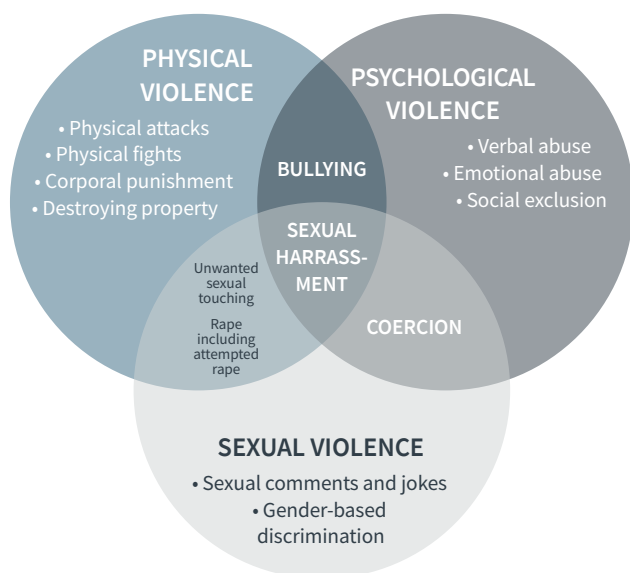 PHYSICAL
VIOLENCE
• Physical attacks
• Physical fights
• Corporal punishment
• Destroying property
PSYCHOLOGICAL
VIOLENCE
• Verbal abuse
• Emotional abuse
• Social exclusion
BULLYING
SEXUAL
HARRASS-
MENT
Unwanted
sexual
touching
Rape
including
attempted
rape
COERCION
SEXUAL VIOLENCE
• Sexual comments and jokes
• Gender-based
discrimination